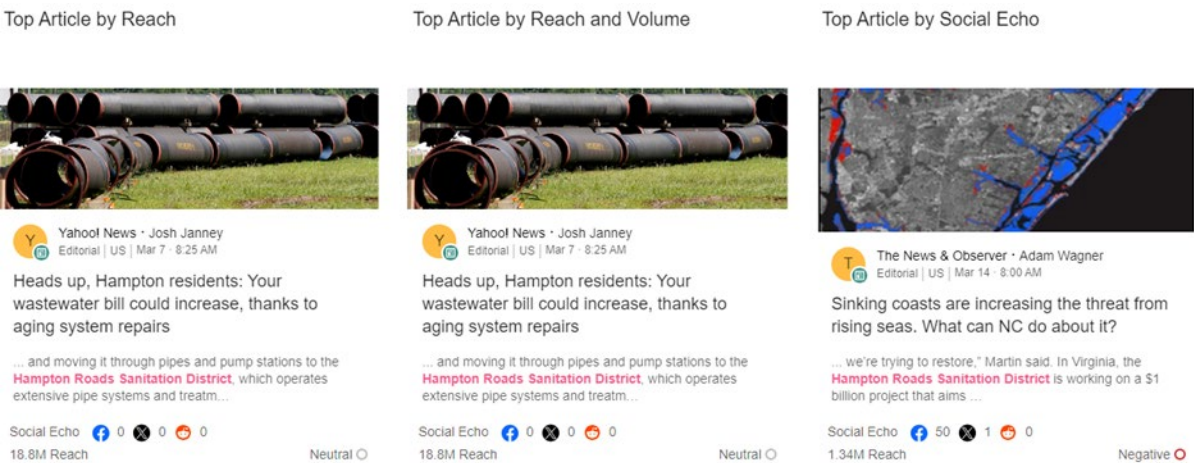 Top Article by Reach
Yahoo! News · Josh Janney
Editorial | US | Mar 7 · 8:25 AM
Heads up, Hampton residents: Your
wastewater bill could increase, thanks to
aging system repairs
... and moving it through pipes and pump stations to the
Hampton Roads Sanitation District, which operates
extensive pipe systems and treatm...
Social Echo 0 0 0
18.8M Reach Neutral
Top Article by Reach and Volume
Yahoo! News · Josh Janney
Editorial | US | Mar 7 · 8:25 AM
Heads up, Hampton residents: Your
wastewater bill could increase, thanks to
aging system repairs
... and moving it through pipes and pump stations to the
Hampton Roads Sanitation District, which operates
extensive pipe systems and treatm...
Social Echo 0 0 0
18.8M Reach Neutral
Top Article by Social Echo
The News & Observer · Adam Wagner
Editorial | US | Mar 14 · 8:00 AM
Sinking coasts are increasing the threat from
rising seas. What can NC do about it?
... we're trying to restore," Martin said. In Virginia, the
Hampton Roads Sanitation District is working on a $1
billion project that aims ...
Social Echo 50 1 0
1.34M Reach Negative